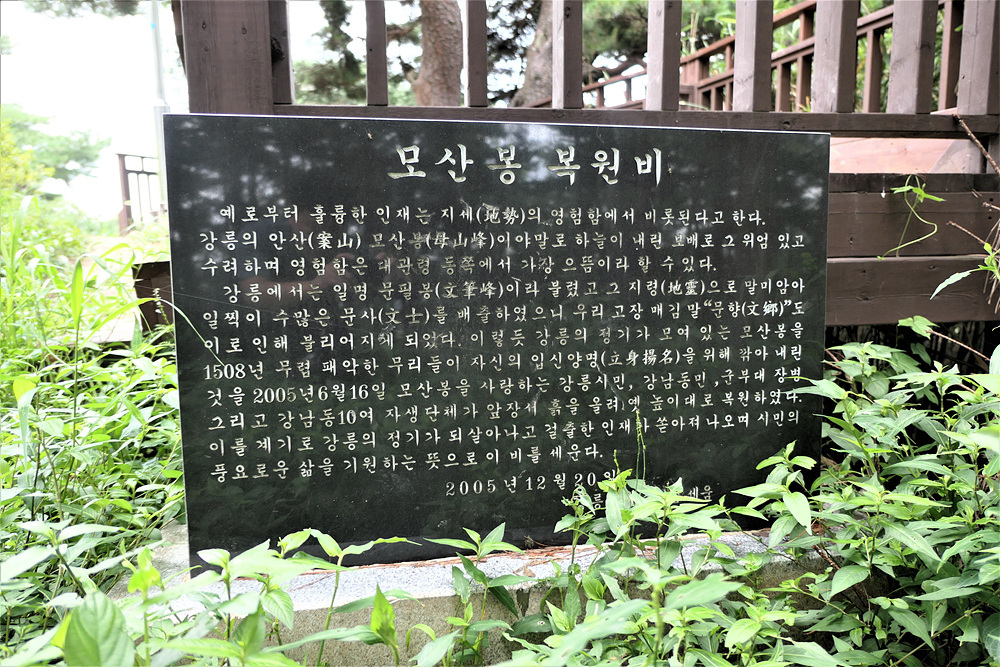 모산봉 복원비
예로부터 훌륭한 인재는 지세(地勢)의 영험함에서 비롯된다고 한다.
강릉의 안산(案山) 모산봉(母山峰)이야말로 하늘이 내린 보배로 그 위엄 있고
수려하며 영험함은 대관령 동쪽에서 가장 으뜸이라 할 수 있다.
강릉에서는 일명 문필봉(文筆峰)이라 불렸고 그 지령(地靈)으로 말미암아
일찍이 수많은 문사(文士)를 배출하였으니 우리 고장 매김말 "문향(文鄕)"도
이로 인해 불리어지게 되었다. 이렇듯 강릉의 정기가 모여 있는 모산봉을
1508년 무렵 패악한 무리들이 자신의 입신양명(立身揚名)을 위해 깎아 내린
것을 2005년6월16일 모산봉을 사랑하는 강릉시민, 강남동민,군부대 장병
그리고 강남동10여 자생단체가 앞장세 흙을 올려 옛 높이대로 복원하였다.
이를 계기로 강릉의 정기가 되살아나고 걸출한 인재가 쏟아져나오며 시민의
풍요로운 삶을 기원하는 뜻으로 이 비를 세운다.
2005년12월20일
세움